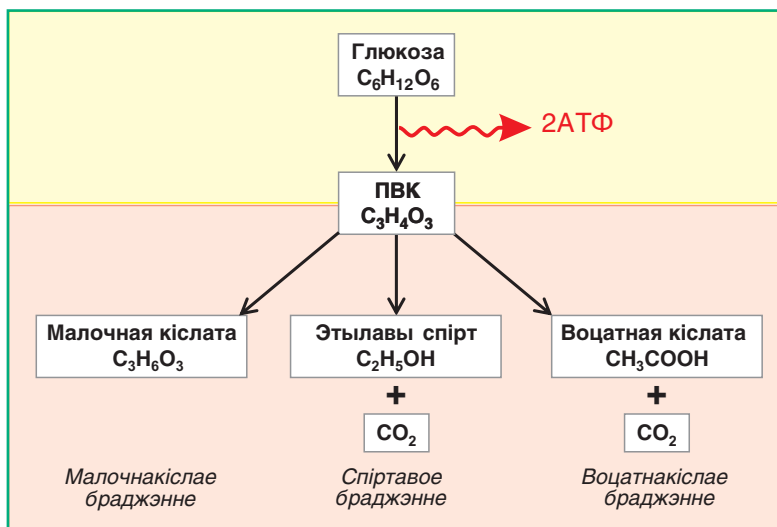 Глюкоза
C₆H₁₂O₆
2АТФ
ПВК
C₃H₄O₃
Малочная кіслата
C₃H₆O₃
Этылавы спірт
C₂H₅OH
+
CO₂
Воцатная кіслата
CH₃COOH
+
CO₂
Малочнакіслае
браджэнне
Спіртавое
браджэнне
Воцатнакіслае
браджэнне